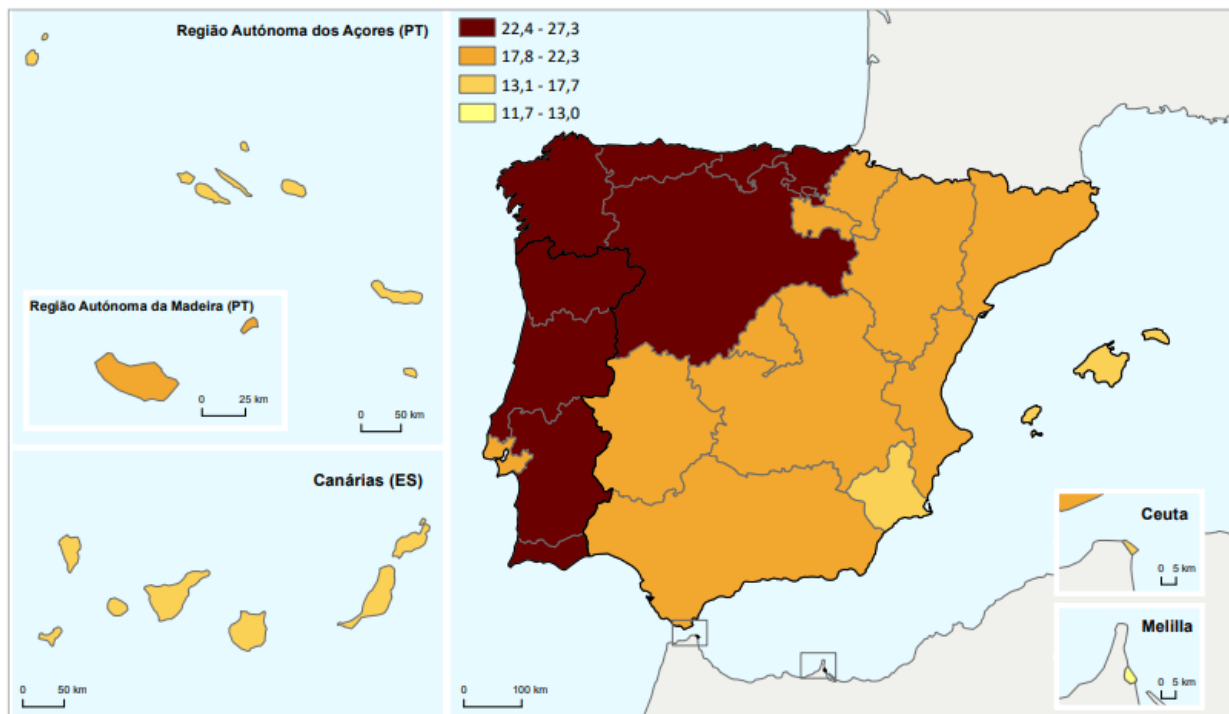 Região Autónoma dos Açores (PT)
22,4 - 27,3
17,8 - 22,3
13,1 - 17,7
11,7 - 13,0
Região Autónoma da Madeira (PT)
0 25 km
0 50 km
Canárias (ES)
0 50 km
0 100 km
Ceuta
0 5 km
Melilla
0 5 km